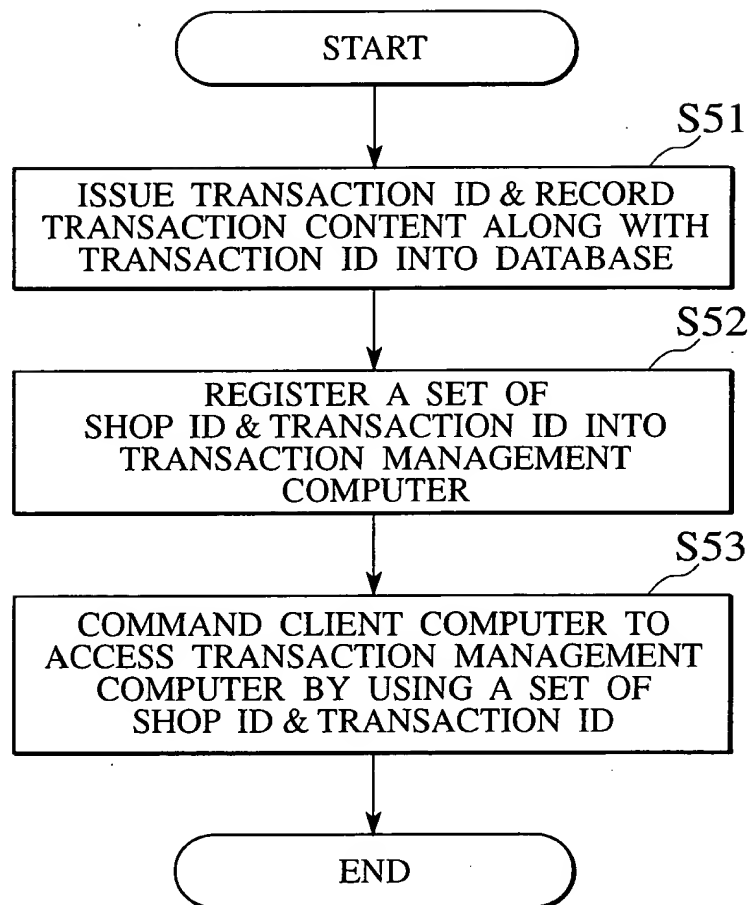 START
S51
ISSUE TRANSACTION ID & RECORD
TRANSACTION CONTENT ALONG WITH
TRANSACTION ID INTO DATABASE
S52
REGISTER A SET OF
SHOP ID & TRANSACTION ID INTO
TRANSACTION MANAGEMENT
COMPUTER
S53
COMMAND CLIENT COMPUTER TO
ACCESS TRANSACTION MANAGEMENT
COMPUTER BY USING A SET OF
SHOP ID & TRANSACTION ID
END